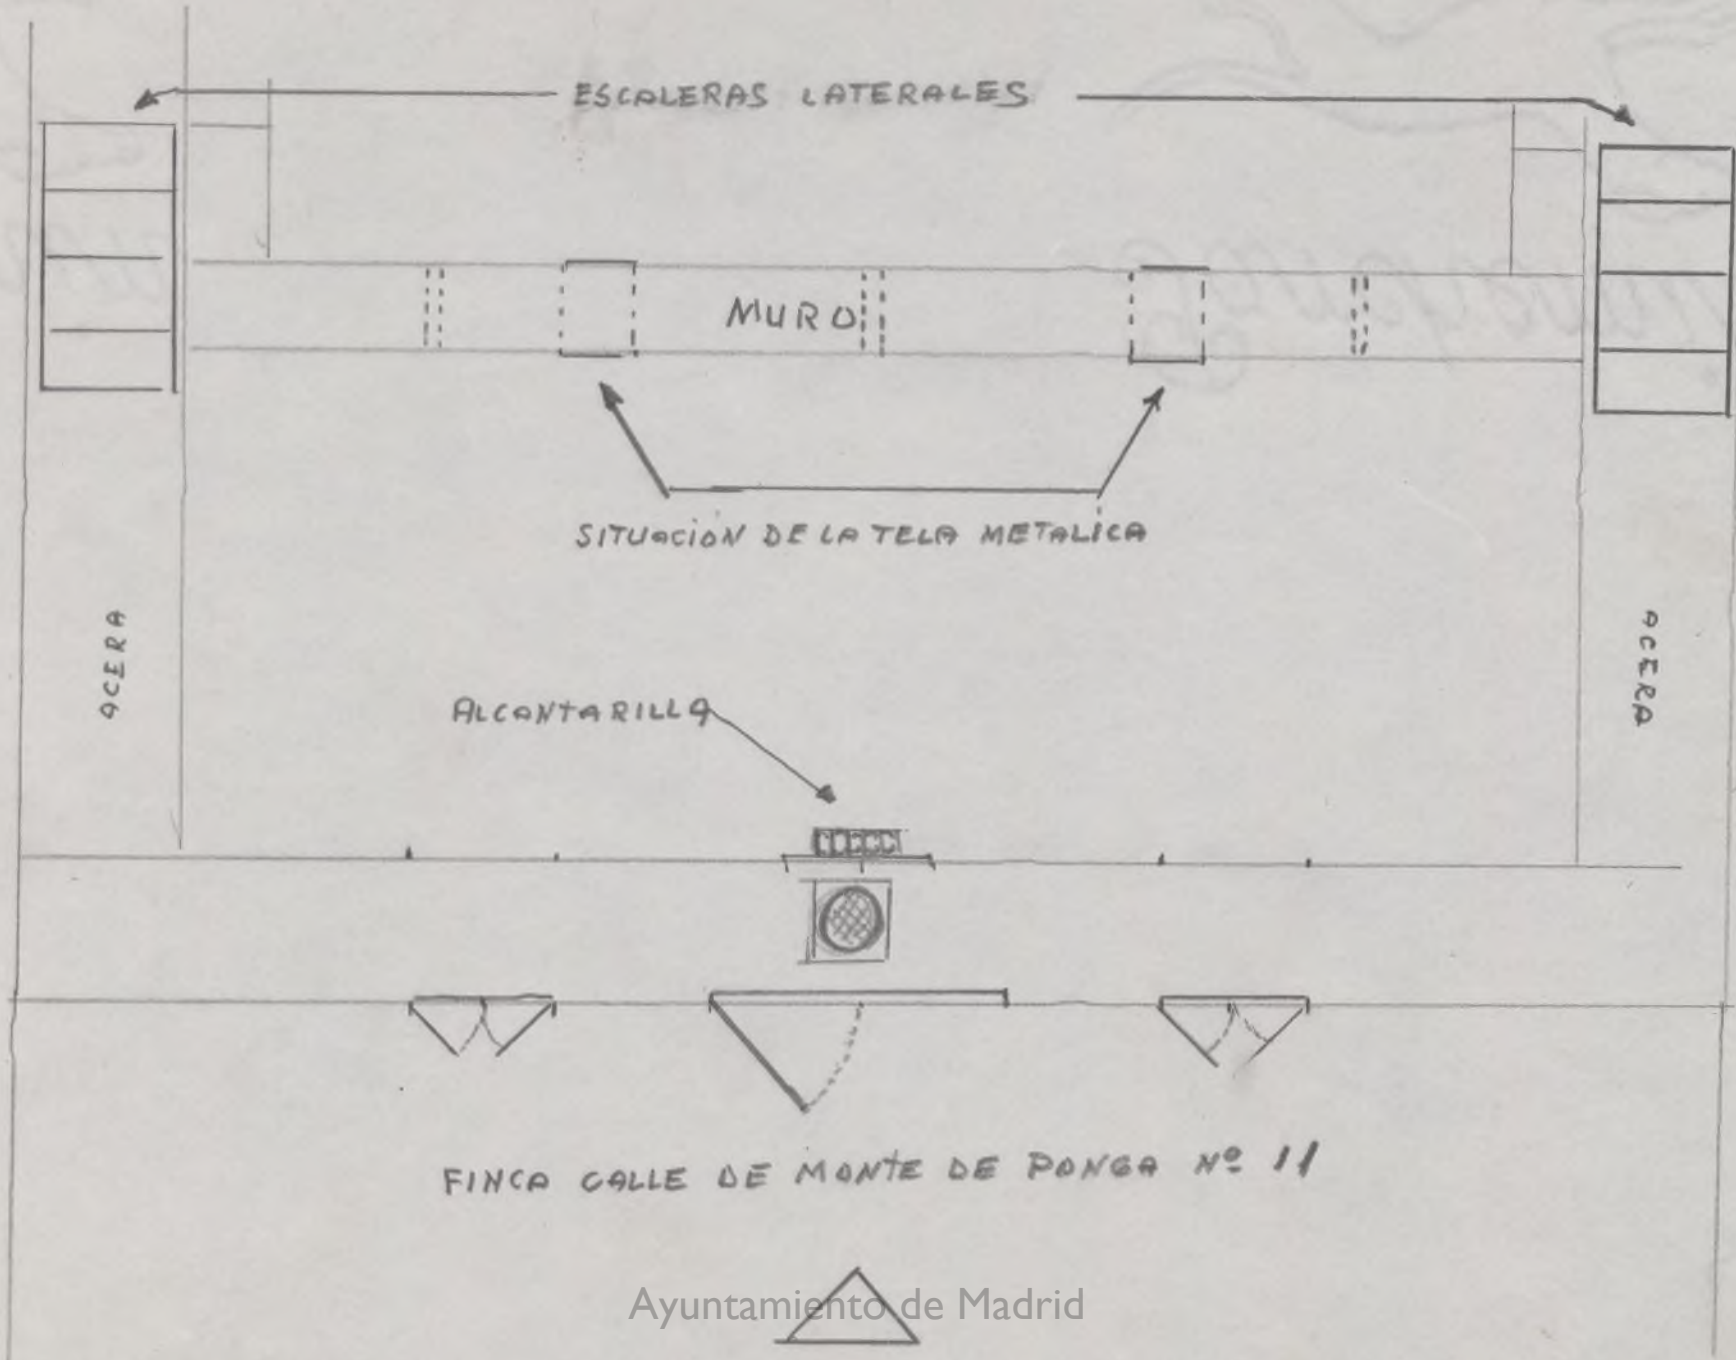 ESCALERAS LATERALES
MURO
SITUACIÓN DE LA TELA METALICA
ACERA
ACERA
ALCANTARILLA
FINCA CALLE DE MONTE DE PONGA Nº 11
Ayuntamiento de Madrid